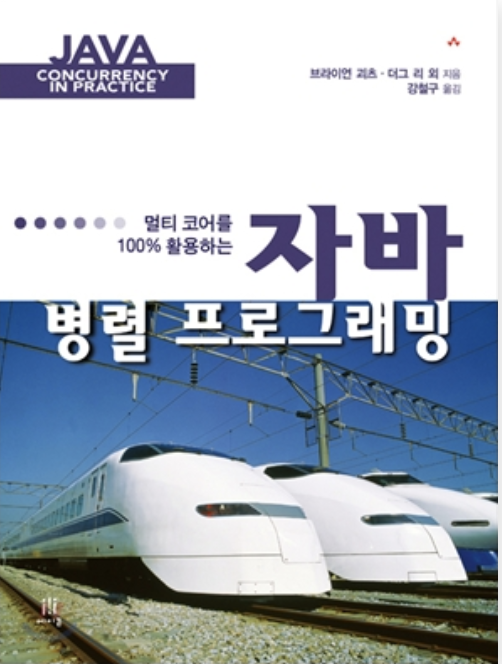 JAVA
CONCURRENCY
IN PRACTICE
브라이언 괴츠 · 더그 리 외 지음
강철구 옮김
멀티 코어를
100% 활용하는
자바
병렬 프로그래밍